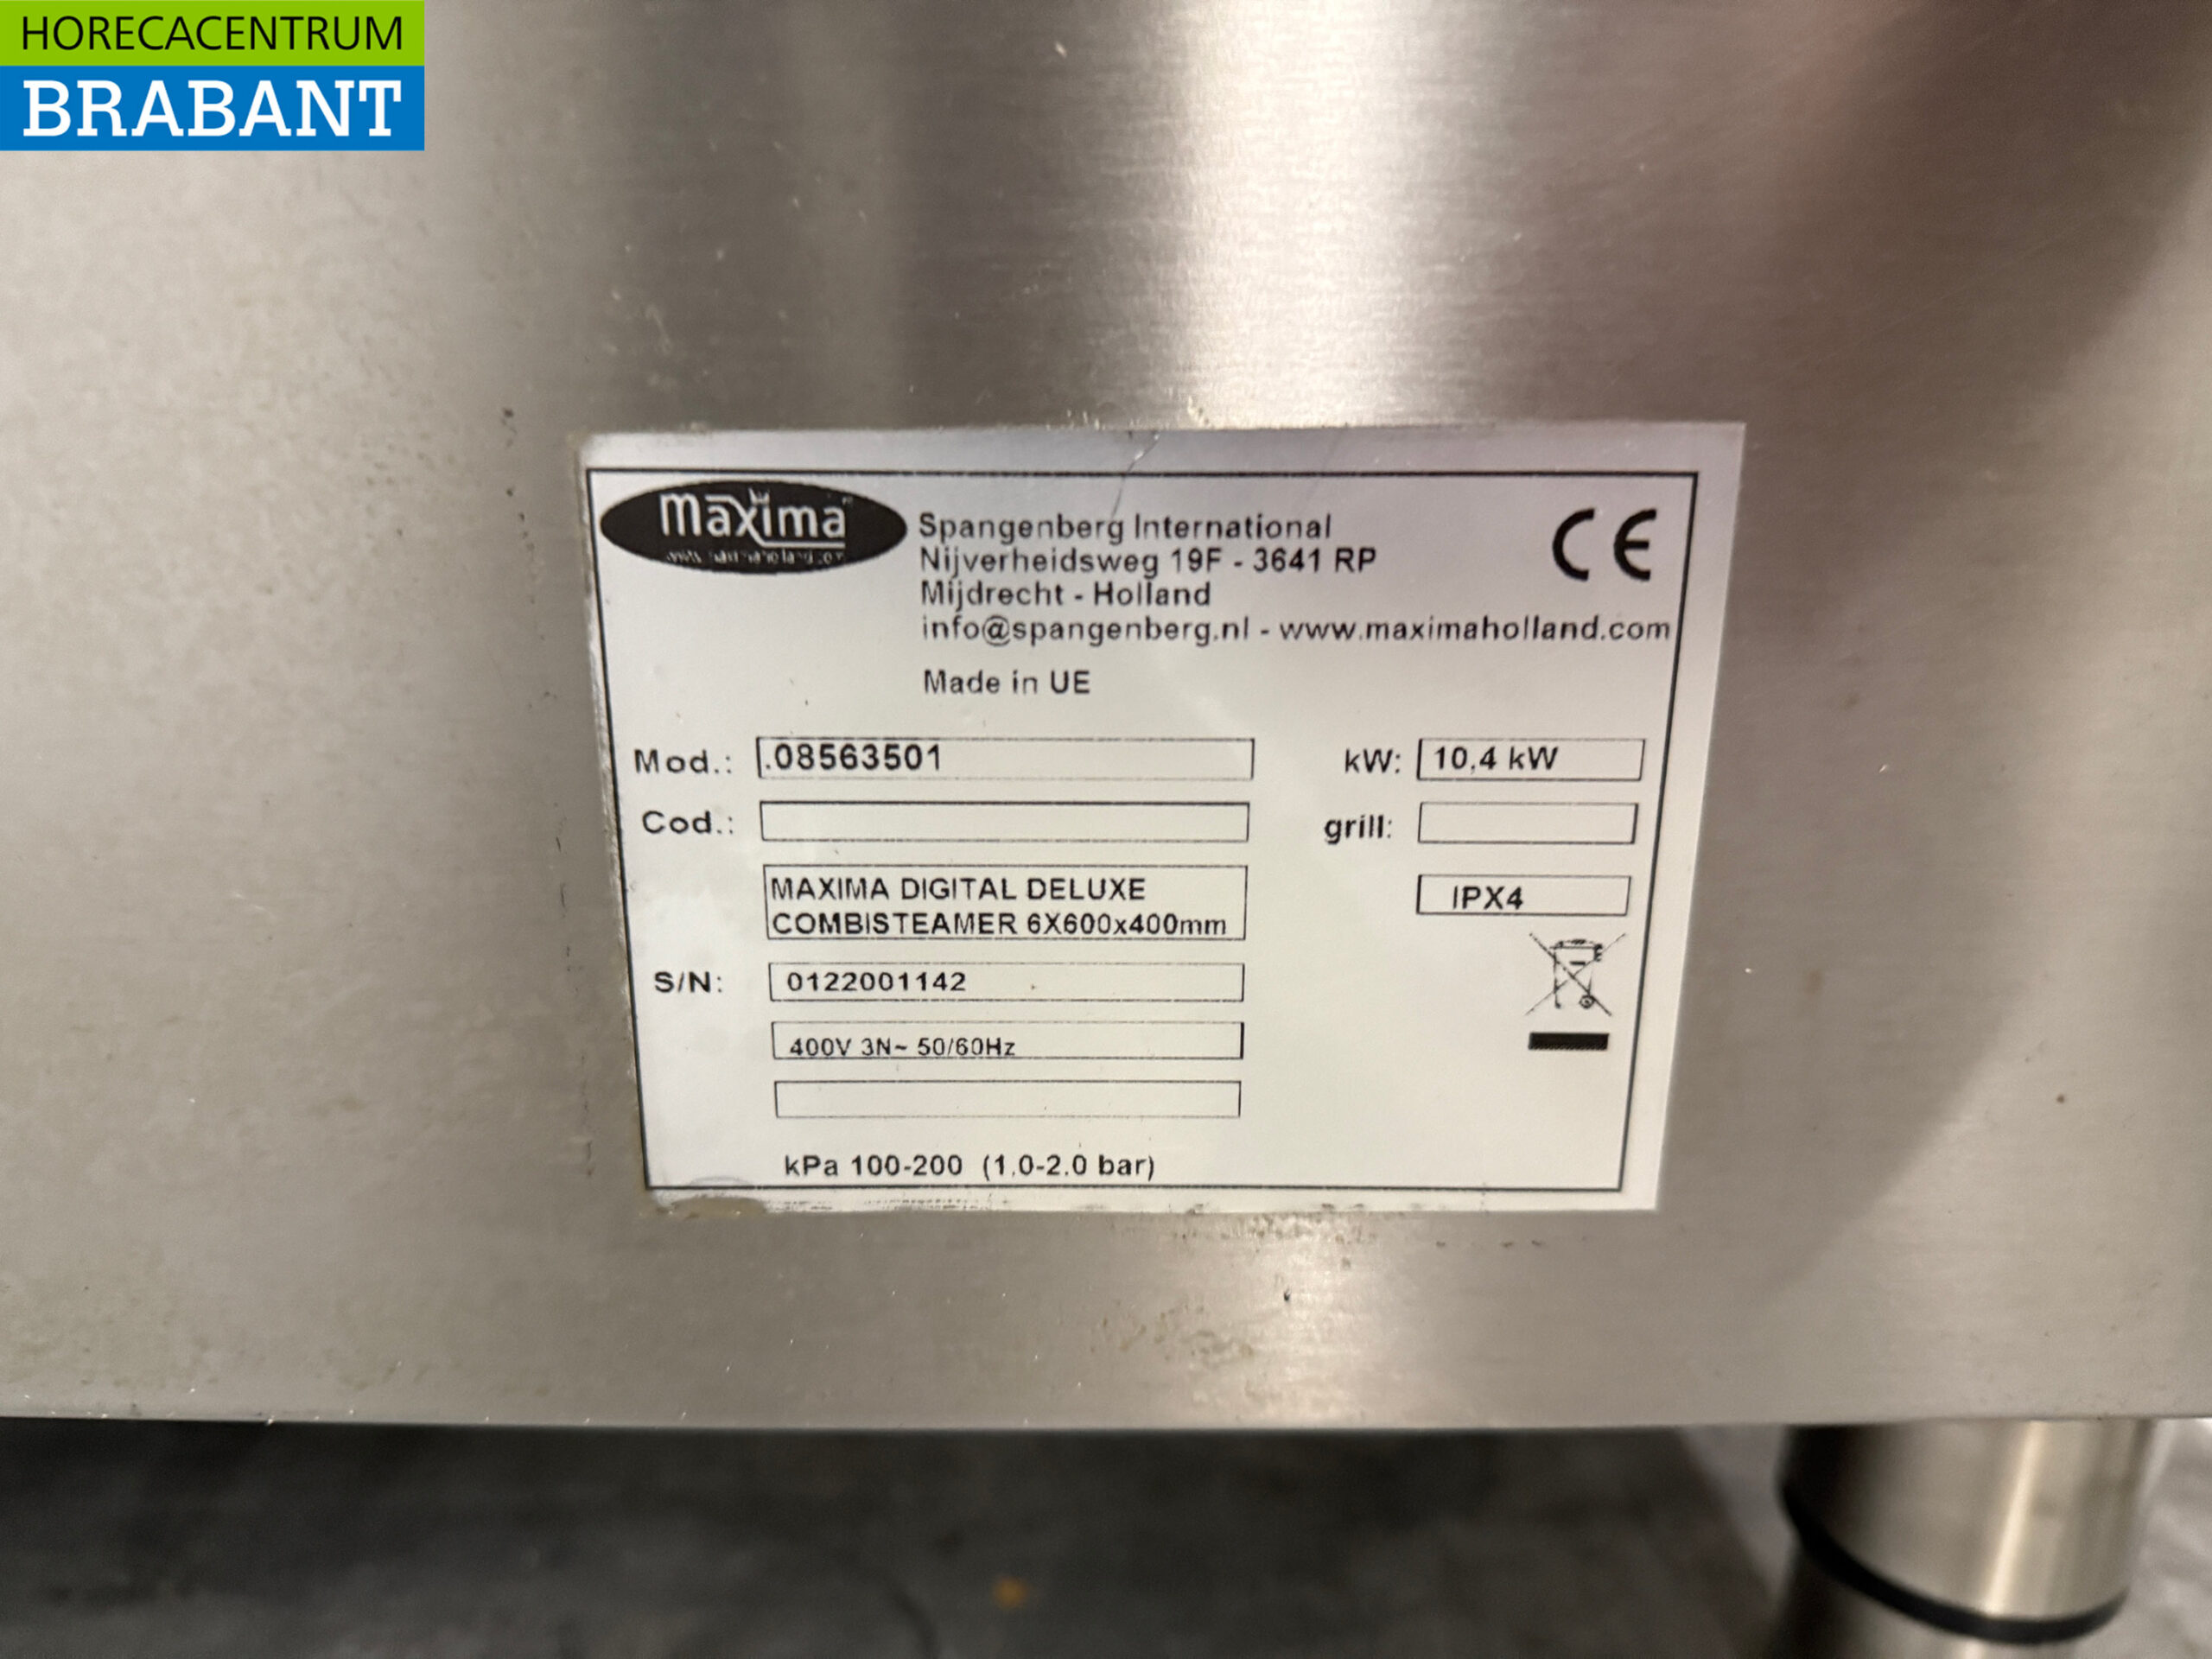 HORECACENTRUM
BRABANT
maxima
Spangenberg International
Nijverheidsweg 19F - 3641 RP
Mijdrecht - Holland
info@spangenberg.nl - www.maximaholland.com
Made in UE
Mod.: .08563501 kW: 10,4 kW
Cod.: grill:
MAXIMA DIGITAL DELUXE
COMBISTEAMER 6X600x400mm
IPX4
S/N: 0122001142
400V 3N~ 50/60Hz
kPa 100-200 (1.0-2.0 bar)